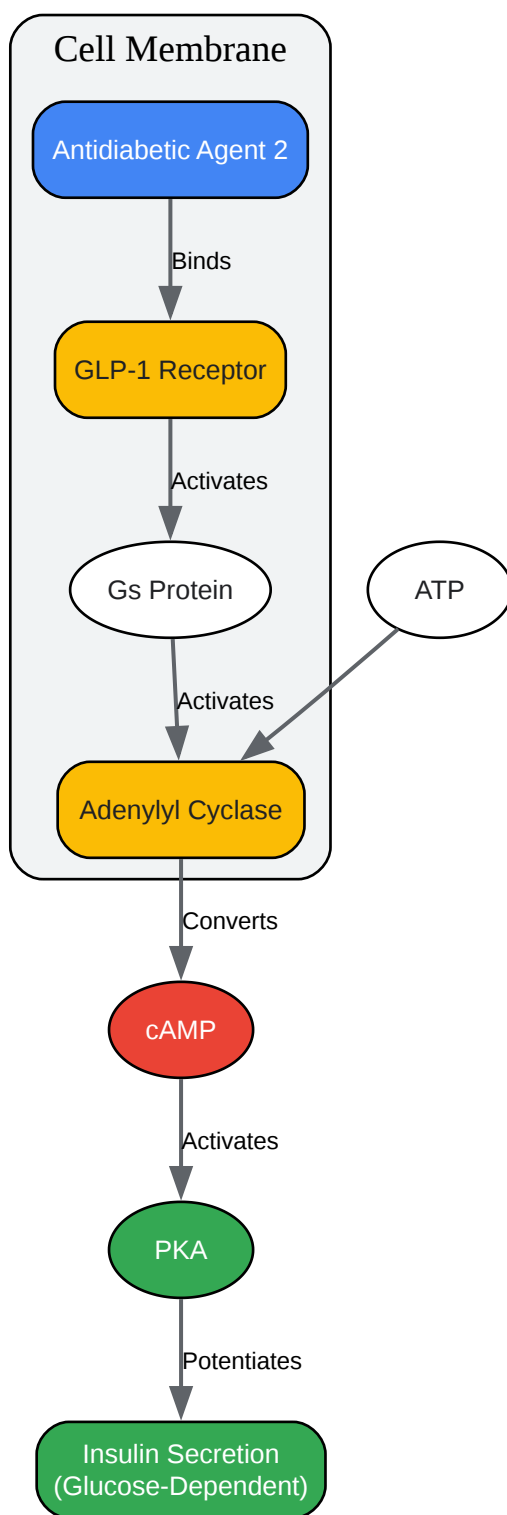 Cell Membrane
Antidiabetic Agent 2
Binds
GLP-1 Receptor
Activates
Gs Protein
ATP
Activates
Adenylyl Cyclase
Converts
cAMP
Activates
PKA
Potentiates
Insulin Secretion
(Glucose-Dependent)